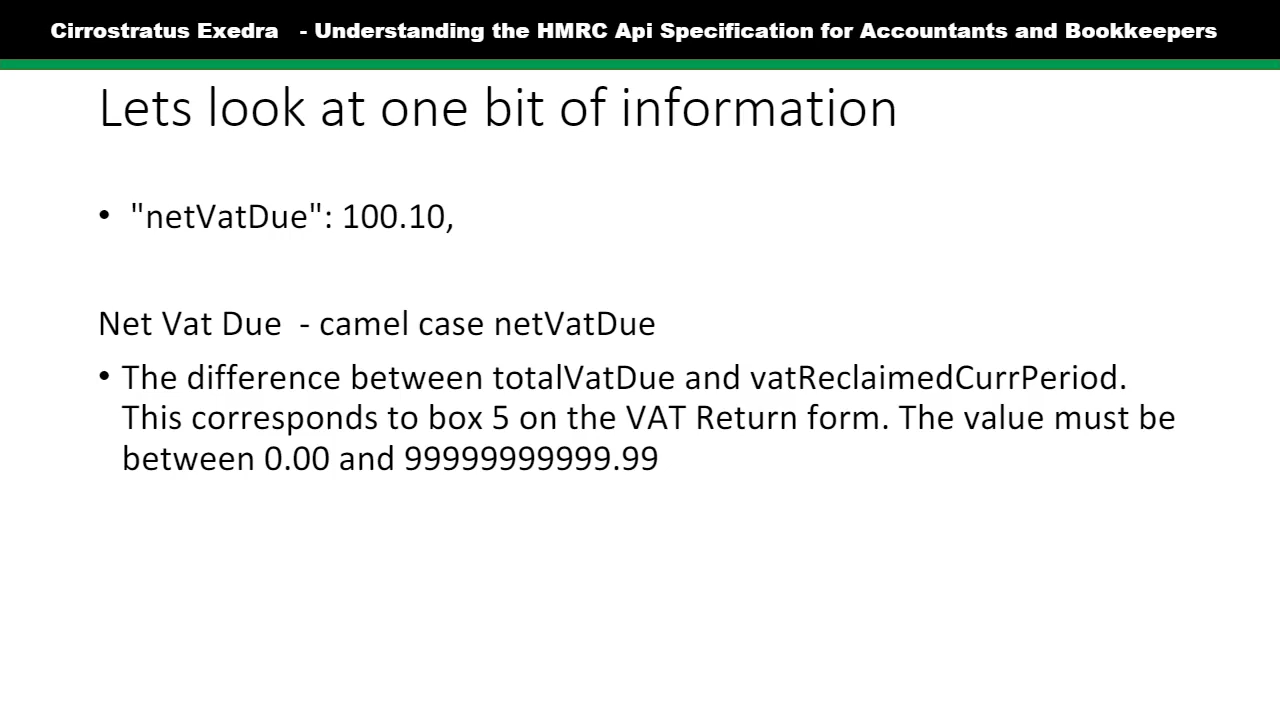 Cirrostratus Exedra - Understanding the HMRC Api Specification for Accountants and Bookkeepers
Lets look at one bit of information
• "netVatDue": 100.10,
Net Vat Due - camel case netVatDue
• The difference between totalVatDue and vatReclaimedCurrPeriod.
This corresponds to box 5 on the VAT Return form. The value must be
between 0.00 and 99999999999.99